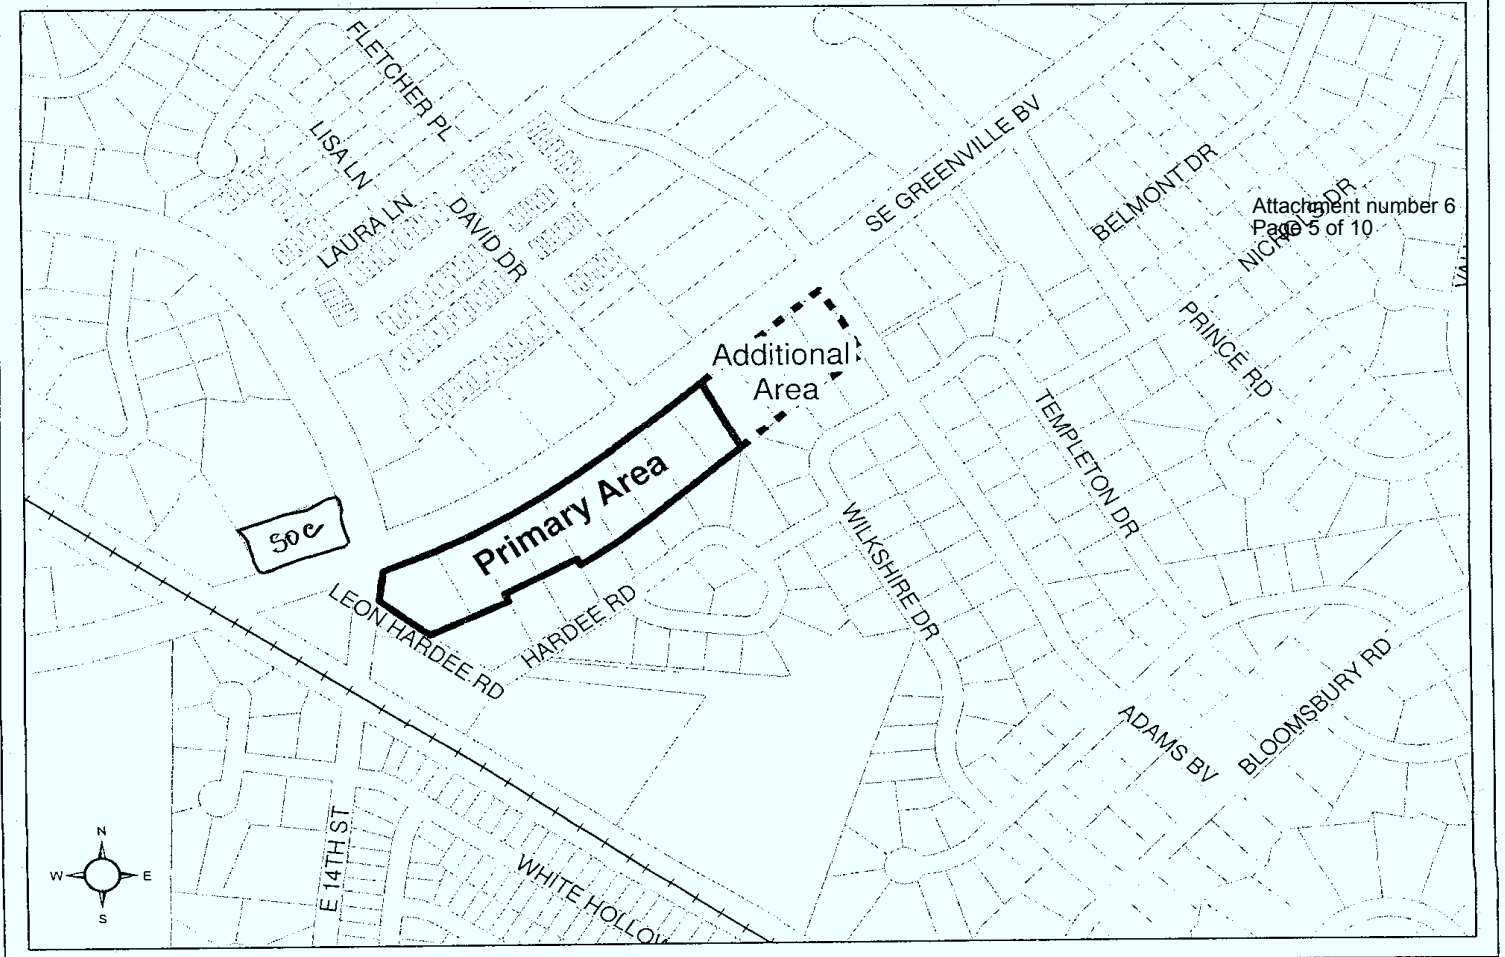 FLETCHER PL
LISA LN
LAURA LN
DAVID DR
SE GREENVILLE BV
BELMONT DR
Attachment number 6
Page 5 of 10
NICHOLS DR
PRINCE RD
Additional
Area
TEMPLETON DR
Primary Area
WILKSHIRE DR
LEON HARDEE RD
HARDEE RD
ADAMS BV
BLOOMSBURY RD
E 14TH ST
WHITE HOLLOW
N
W
E
S